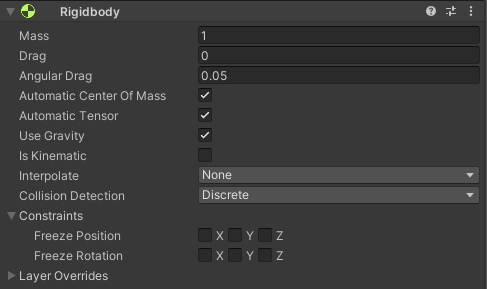 Rigidbody
Mass 1
Drag 0
Angular Drag 0.05
Automatic Center Of Mass
Automatic Tensor
Use Gravity
Is Kinematic
Interpolate None
Collision Detection Discrete
Constraints
Freeze Position X Y Z
Freeze Rotation X Y Z
Layer Overrides